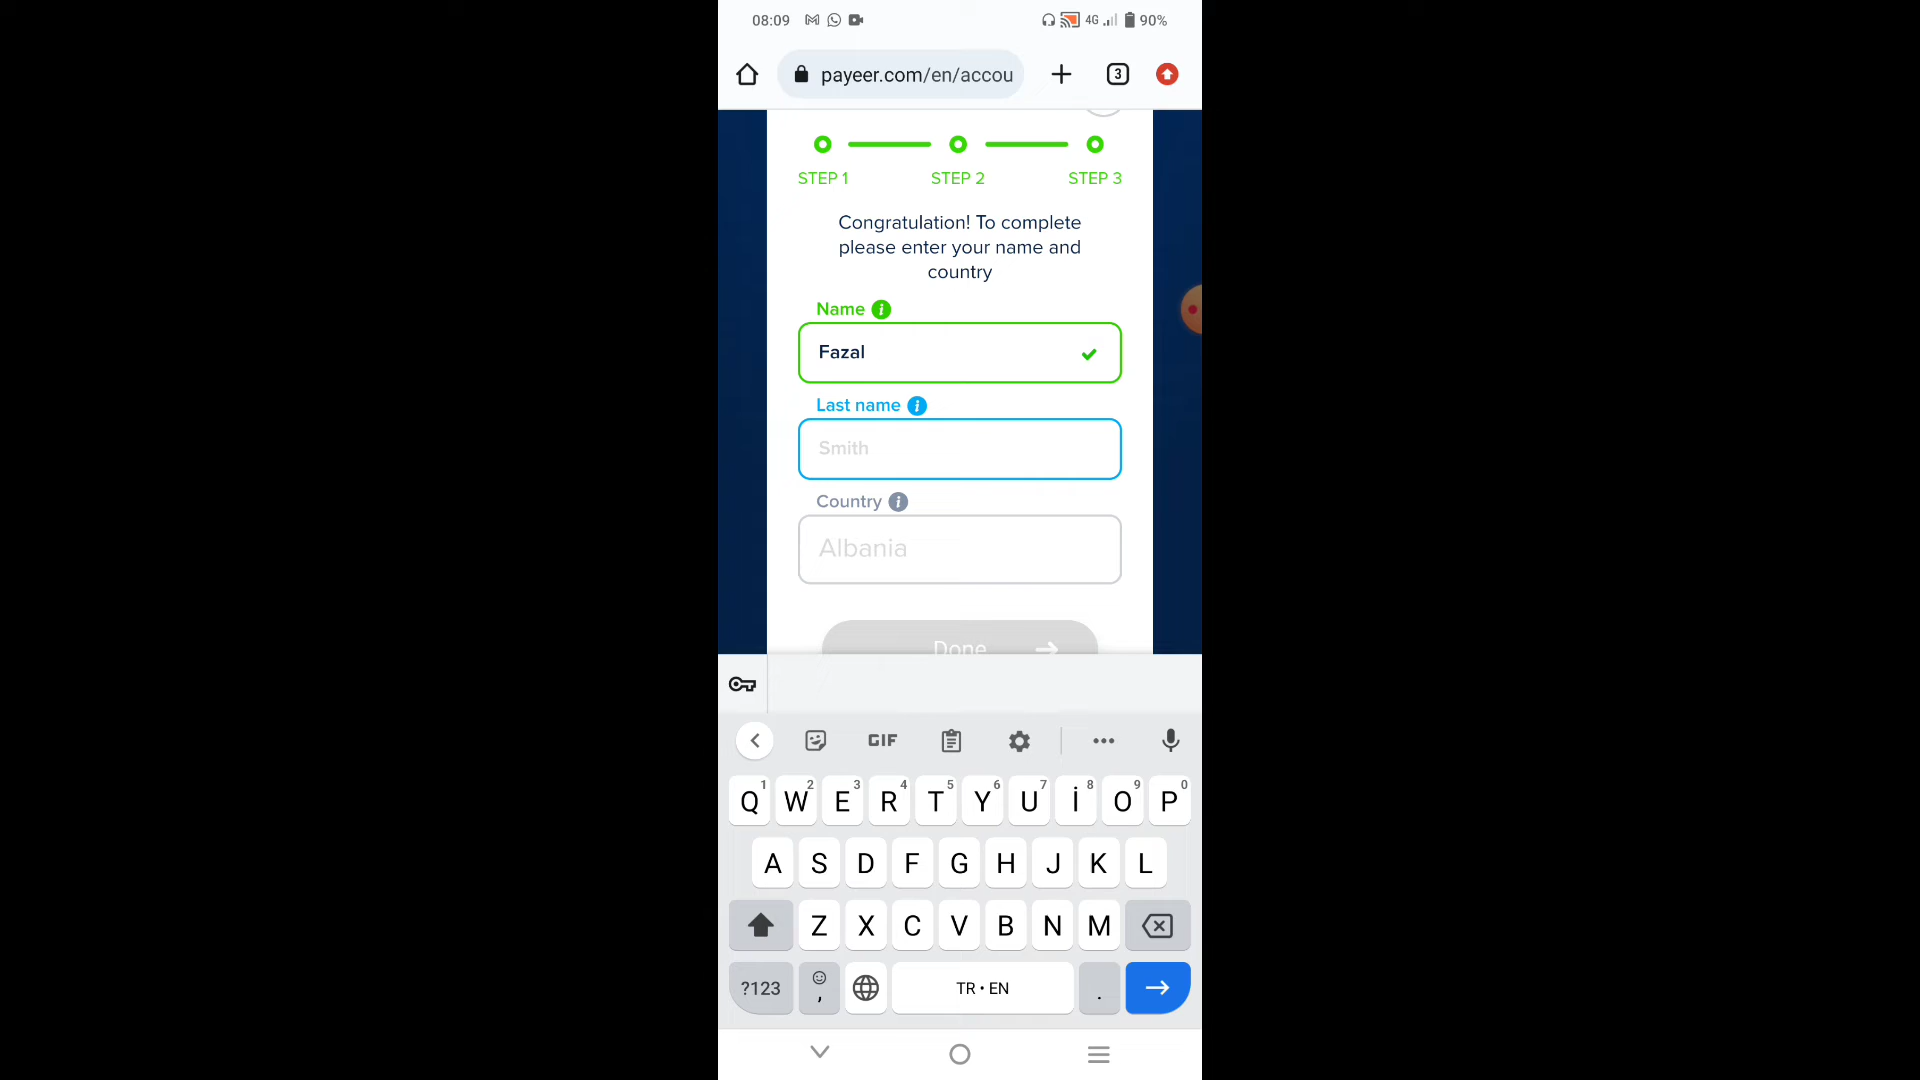 08:09 4G 90%
payeer.com/en/accou 3
STEP 1 STEP 2 STEP 3
Congratulation! To complete
please enter your name and
country
Name i
Fazal
Last name i
Smith
Country i
Albania
Done
GIF
Q1 W2 E3 R4 T5 Y6 U7 İ8 O9 P0
A S D F G H J K L
Z X C V B N M
?123 , TR • EN .